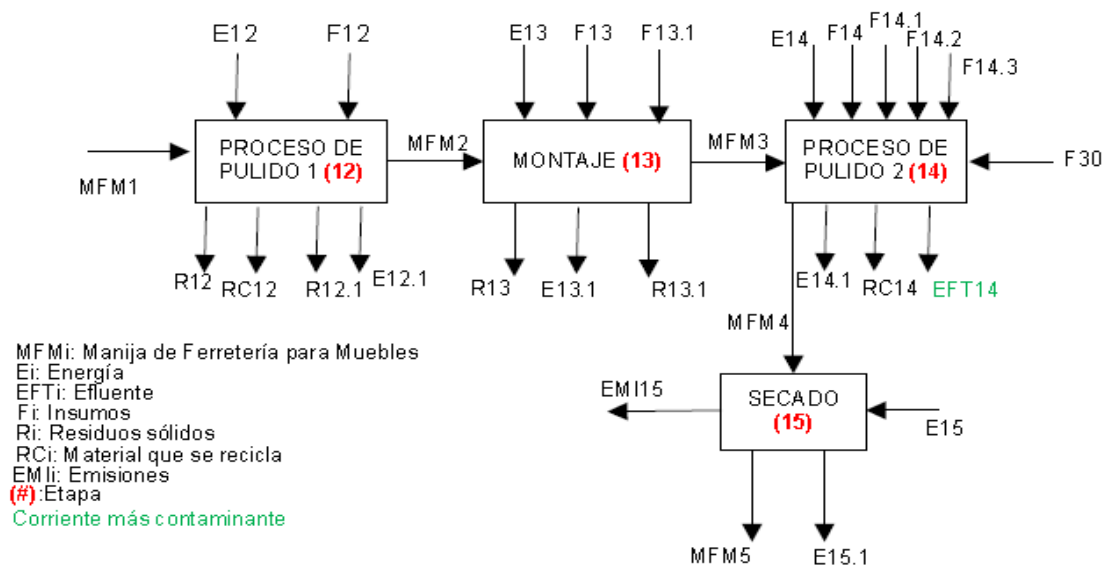 E12
F12
E13
F13
F13.1
E14
F14
F14.1
F14.2
F14.3
MFM1
PROCESO DE
PULIDO 1 (12)
MFM2
MONTAJE (13)
MFM3
PROCESO DE
PULIDO 2 (14)
F30
R12
RC12
R12.1
E12.1
R13
E13.1
R13.1
MFM4
E14.1
RC14
EFT14
MFMi: Manija de Ferretería para Muebles
Ei: Energía
EFTi: Efluente
Fi: Insumos
Ri: Residuos sólidos
RCi: Material que se recicla
EMIi: Emisiones
(#):Etapa
Corriente más contaminante
EMI15
SECADO
(15)
E15
MFM5
E15.1